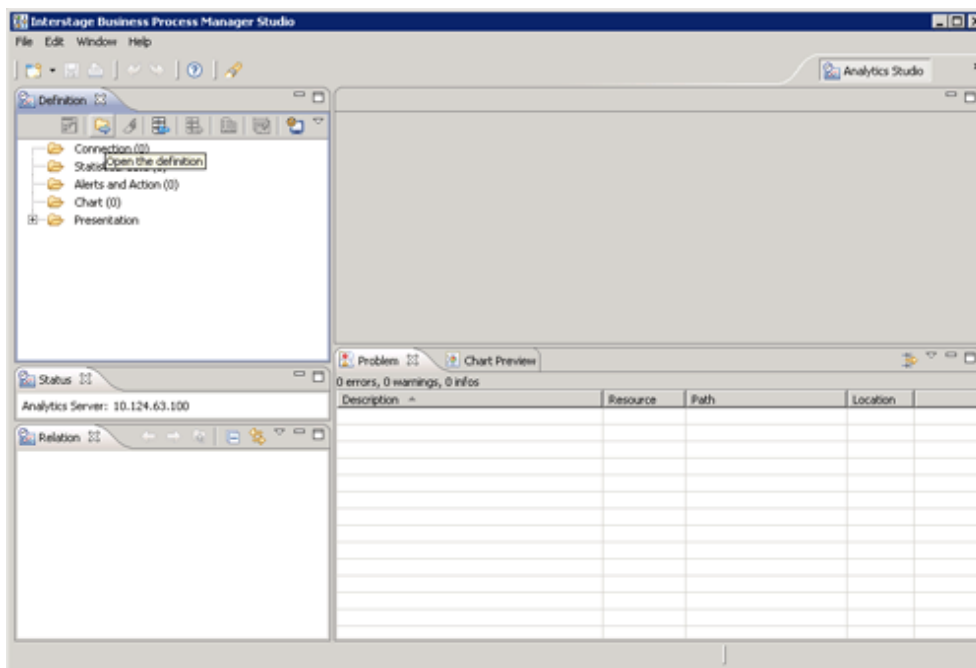 Interstage Business Process Manager Studio
File Edit Window Help
Analytics Studio
Definition
Connection (0)
Open the definition
Alerts and Action (0)
Chart (0)
Presentation
Problem Chart Preview
0 errors, 0 warnings, 0 infos
Description Resource Path Location
Status
Analytics Server: 10.124.63.100
Relation